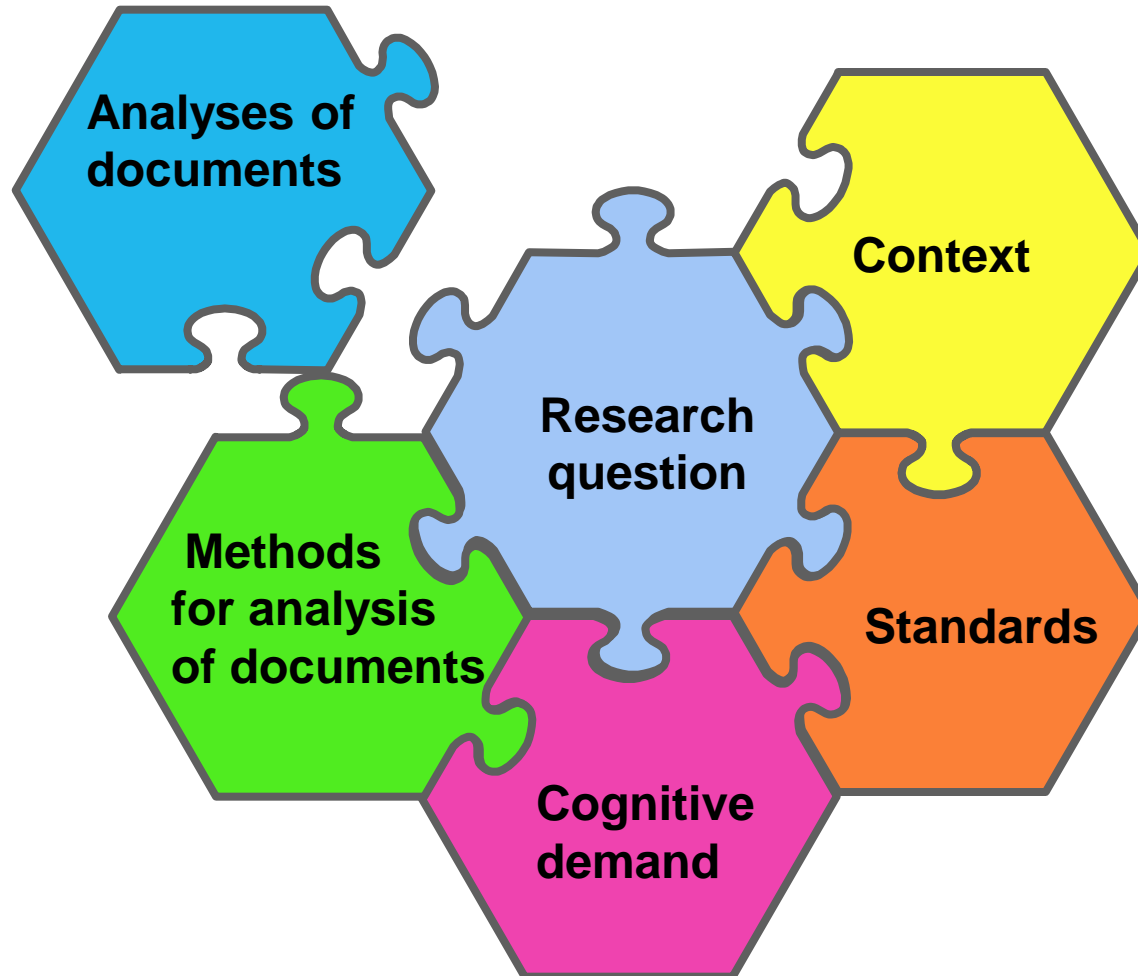 Analyses of
documents
Context
Research
question
Methods
for analysis
of documents
Standards
Cognitive
demand